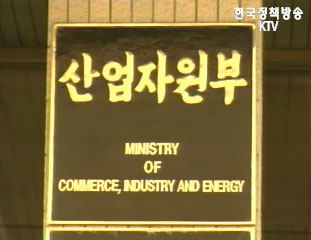 한국정책방송
KTV
산업자원부
MINISTRY
OF
COMMERCE, INDUSTRY AND ENERGY